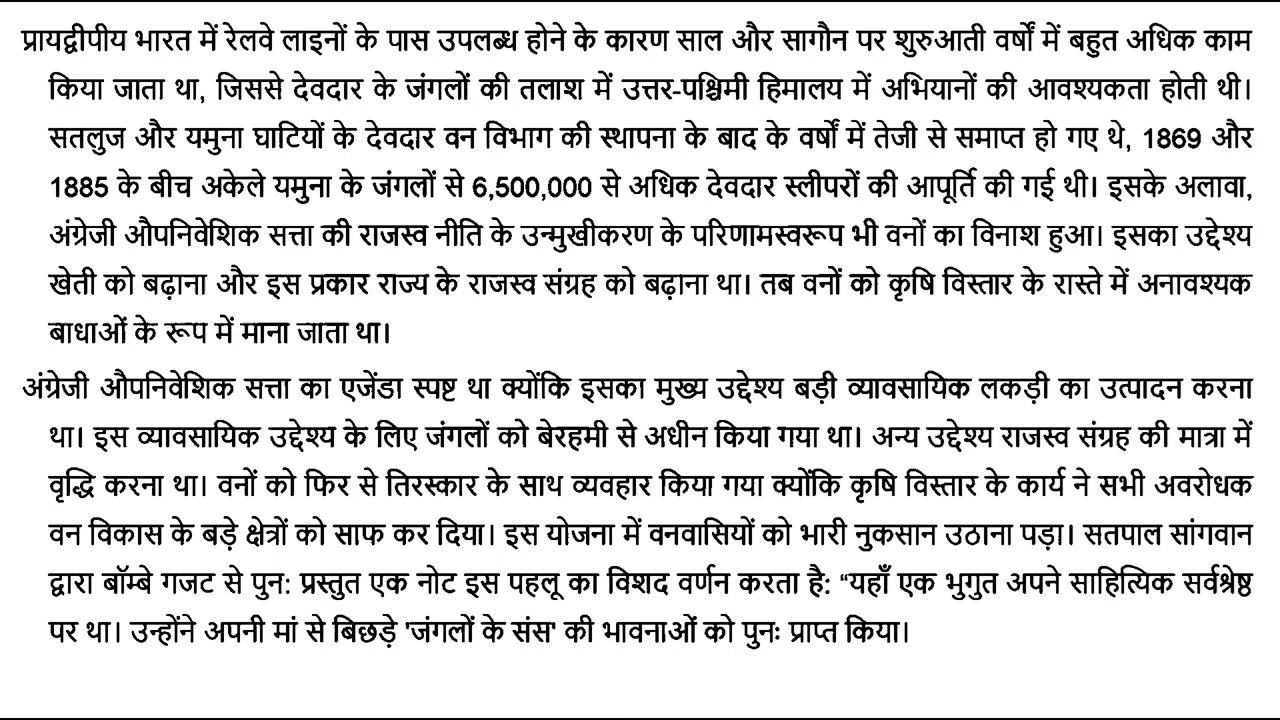 प्रायद्वीपीय भारत में रेलवे लाइनों के पास उपलब्ध होने के कारण साल और सागौन पर शुरुआती वर्षों में बहुत अधिक काम
किया जाता था, जिससे देवदार के जंगलों की तलाश में उत्तर-पश्चिमी हिमालय में अभियानों की आवश्यकता होती थी।
सतलुज और यमुना घाटियों के देवदार वन विभाग की स्थापना के बाद के वर्षों में तेजी से समाप्त हो गए थे, 1869 और
1885 के बीच अकेले यमुना के जंगलों से 6,500,000 से अधिक देवदार स्लीपरों की आपूर्ति की गई थी। इसके अलावा,
अंग्रेजी औपनिवेशिक सत्ता की राजस्व नीति के उन्मुखीकरण के परिणामस्वरूप भी वनों का विनाश हुआ। इसका उद्देश्य
खेती को बढ़ाना और इस प्रकार राज्य के राजस्व संग्रह को बढ़ाना था। तब वनों को कृषि विस्तार के रास्ते में अनावश्यक
बाधाओं के रूप में माना जाता था।
अंग्रेजी औपनिवेशिक सत्ता का एजेंडा स्पष्ट था क्योंकि इसका मुख्य उद्देश्य बड़ी व्यावसायिक लकड़ी का उत्पादन करना
था। इस व्यावसायिक उद्देश्य के लिए जंगलों को बेरहमी से अधीन किया गया था। अन्य उद्देश्य राजस्व संग्रह की मात्रा में
वृद्धि करना था। वनों को फिर से तिरस्कार के साथ व्यवहार किया गया क्योंकि कृषि विस्तार के कार्य ने सभी अवरोधक
वन विकास के बड़े क्षेत्रों को साफ कर दिया। इस योजना में वनवासियों को भारी नुकसान उठाना पड़ा। सतपाल सांगवान
द्वारा बॉम्बे गजट से पुन: प्रस्तुत एक नोट इस पहलू का विशद वर्णन करता है: “यहाँ एक भुगुत अपने साहित्यिक सर्वश्रेष्ठ
पर था। उन्होंने अपनी मां से बिछड़े 'जंगलों के संस' की भावनाओं को पुनः प्राप्त किया।